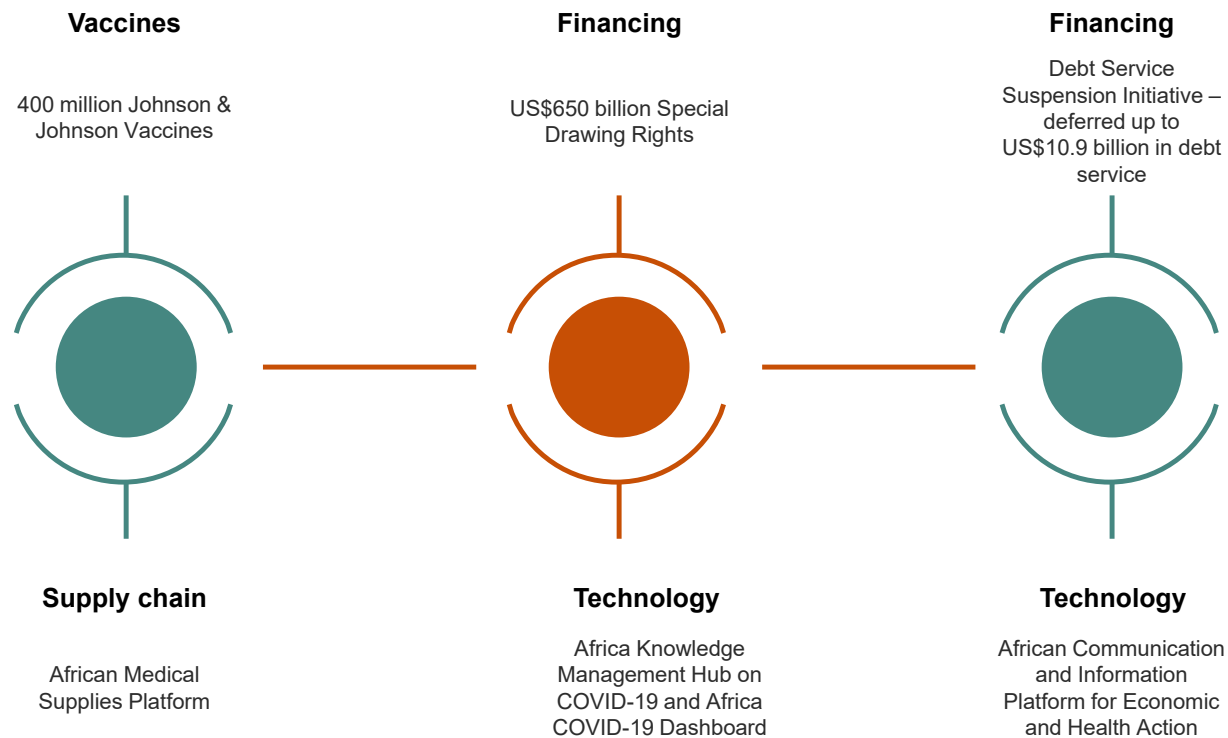 Vaccines
400 million Johnson &
Johnson Vaccines
Financing
US$650 billion Special
Drawing Rights
Financing
Debt Service
Suspension Initiative –
deferred up to
US$10.9 billion in debt
service
Supply chain
African Medical
Supplies Platform
Technology
Africa Knowledge
Management Hub on
COVID-19 and Africa
COVID-19 Dashboard
Technology
African Communication
and Information
Platform for Economic
and Health Action